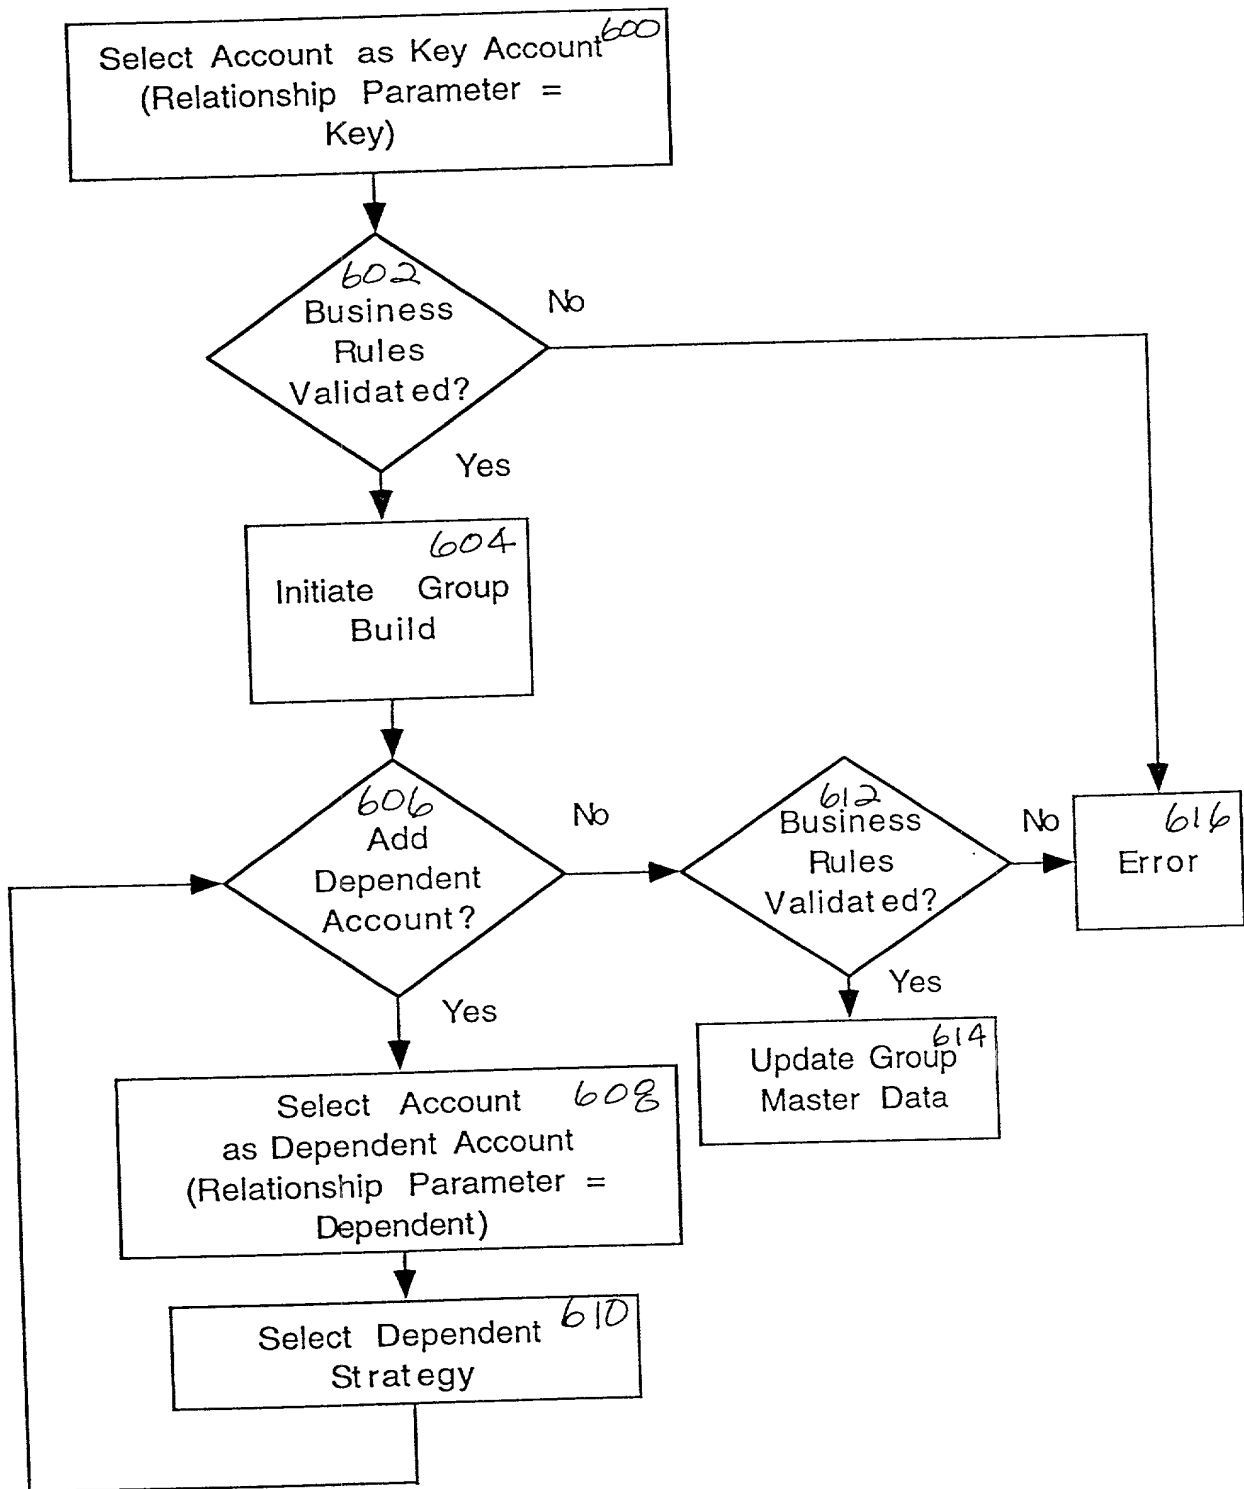 600
Select Account as Key Account
(Relationship Parameter =
Key)
602
Business
Rules
Validated?
No
Yes
604
Initiate Group
Build
606
Add
Dependent
Account?
No
612
Business
Rules
Validated?
No
616
Error
Yes
Yes
614
Update Group
Master Data
608
Select Account
as Dependent Account
(Relationship Parameter =
Dependent)
610
Select Dependent
Strategy